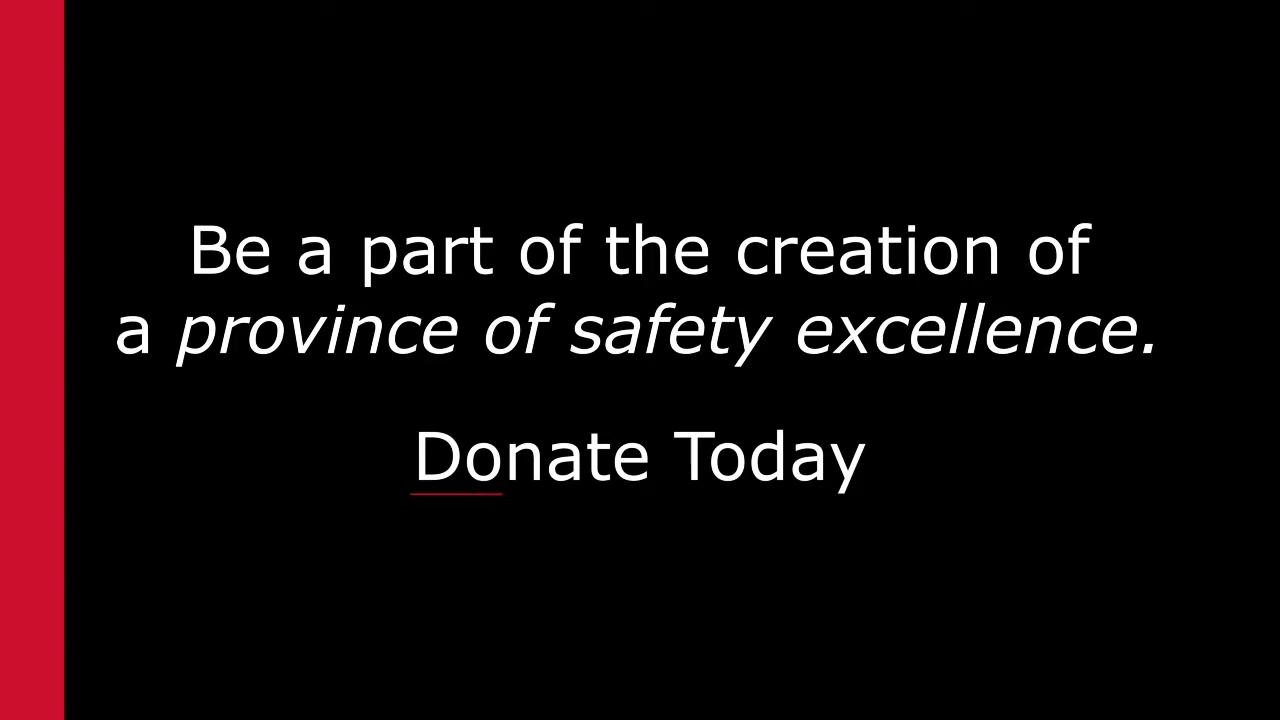 Be a part of the creation of
a province of safety excellence.
Donate Today